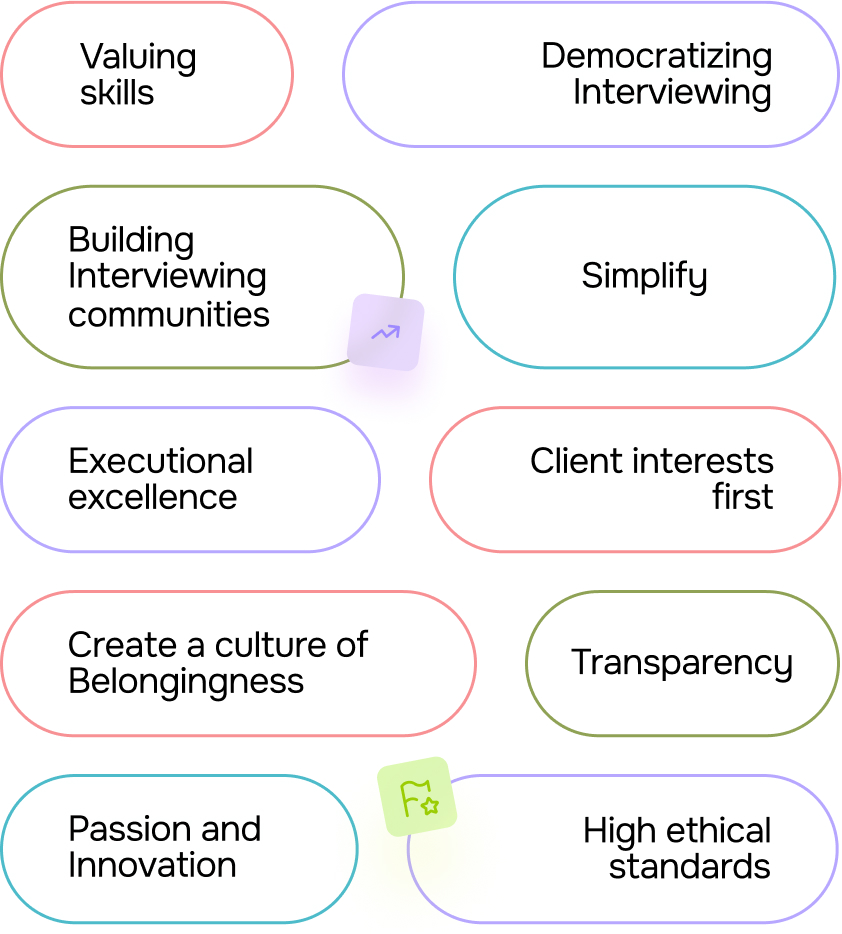 Valuing
skills
Democratizing
Interviewing
Building
Interviewing
communities
Simplify
Executional
excellence
Client interests
first
Create a culture of
Belongingness
Transparency
Passion and
Innovation
High ethical
standards